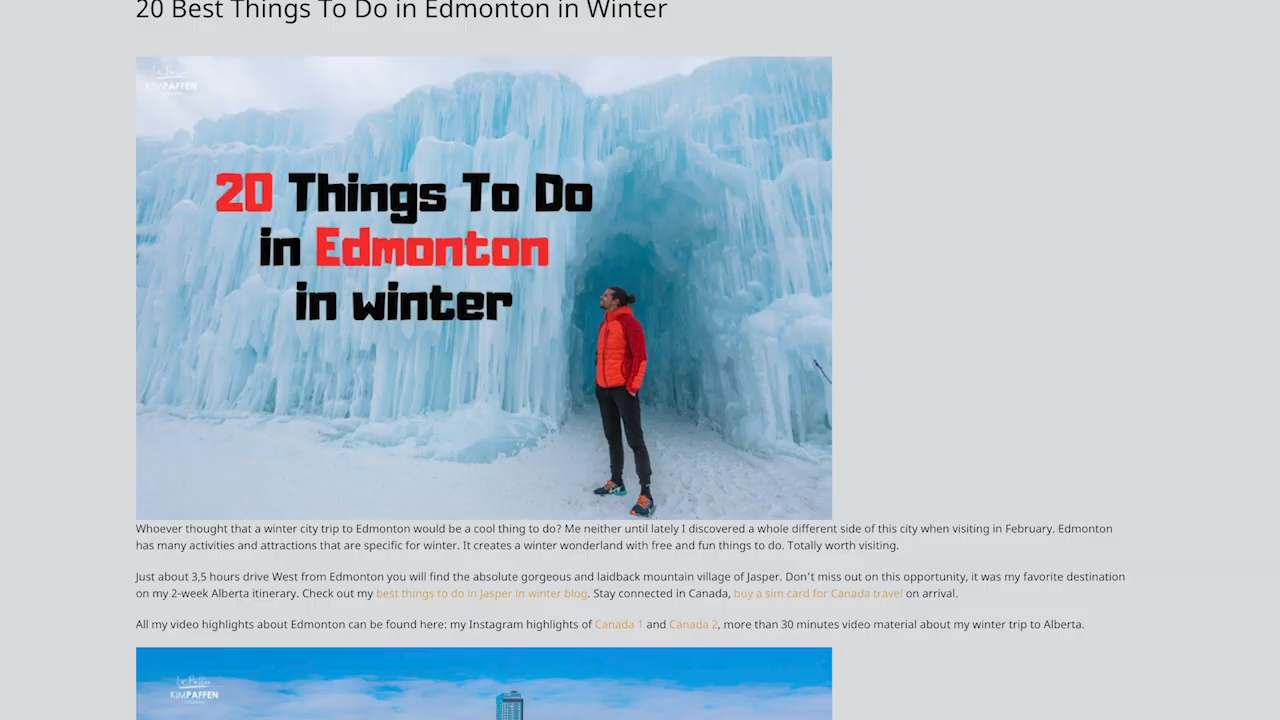 20 Best Things To Do in Edmonton in Winter
KIMPAFFEN
20 Things To Do
in Edmonton
in winter
Whoever thought that a winter city trip to Edmonton would be a cool thing to do? Me neither until lately I discovered a whole different side of this city when visiting in February. Edmonton
has many activities and attractions that are specific for winter. It creates a winter wonderland with free and fun things to do. Totally worth visiting.
Just about 3,5 hours drive West from Edmonton you will find the absolute gorgeous and laidback mountain village of Jasper. Don't miss out on this opportunity, it was my favorite destination
on my 2-week Alberta itinerary. Check out my best things to do in Jasper in winter blog. Stay connected in Canada, buy a sim card for Canada travel on arrival.
All my video highlights about Edmonton can be found here: my Instagram highlights of Canada 1 and Canada 2, more than 30 minutes video material about my winter trip to Alberta.
KIMPAFFEN